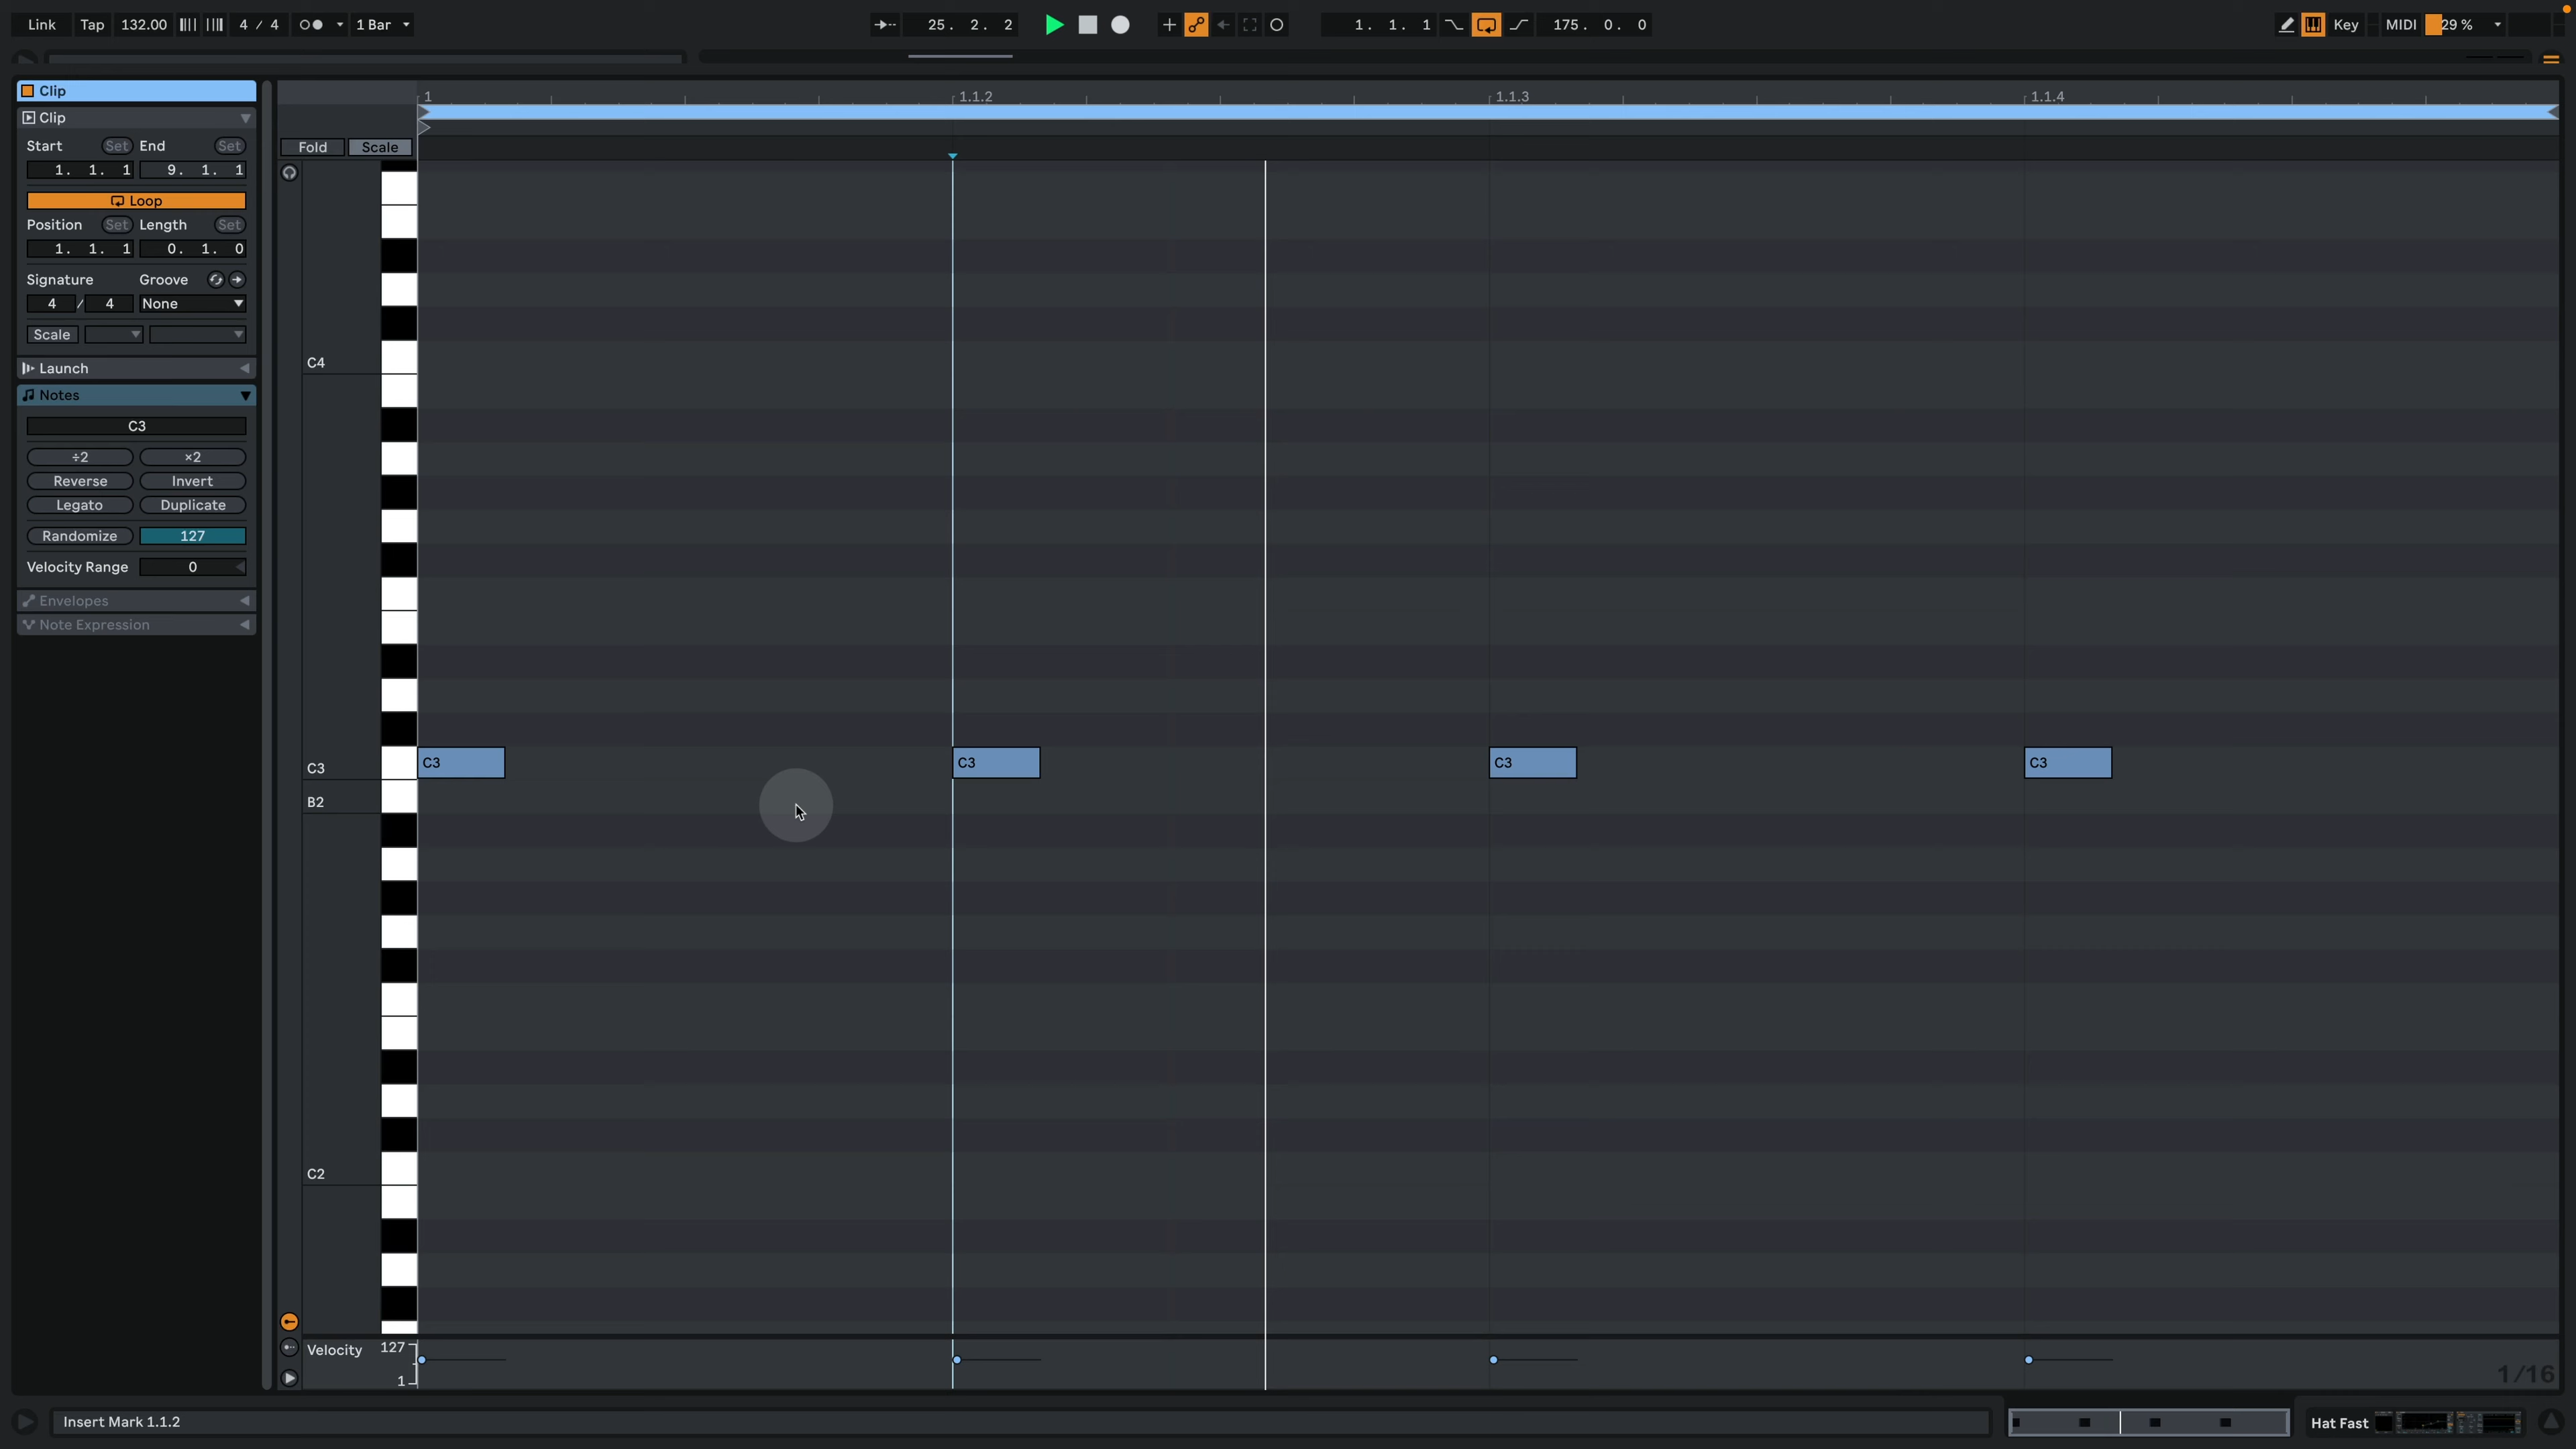 Link Tap 132.00 4 / 4 1 Bar 25. 2. 2 1. 1. 1 175. 0. 0 Key MIDI 29 %
Clip
Clip
Start Set End Set
1. 1. 1 9. 1. 1
Loop
Position Set Length Set
1. 1. 1 0. 1. 0
Signature Groove
4 / 4 None
Scale
Launch
Notes
C3
÷2 ×2
Reverse Invert
Legato Duplicate
Randomize 127
Velocity Range 0
Envelopes
Note Expression
1 1.1.2 1.1.3 1.1.4
Fold Scale
C4
C3 C3 C3 C3 C3
B2
C2
Velocity 127
1
1/16
Insert Mark 1.1.2
Hat Fast